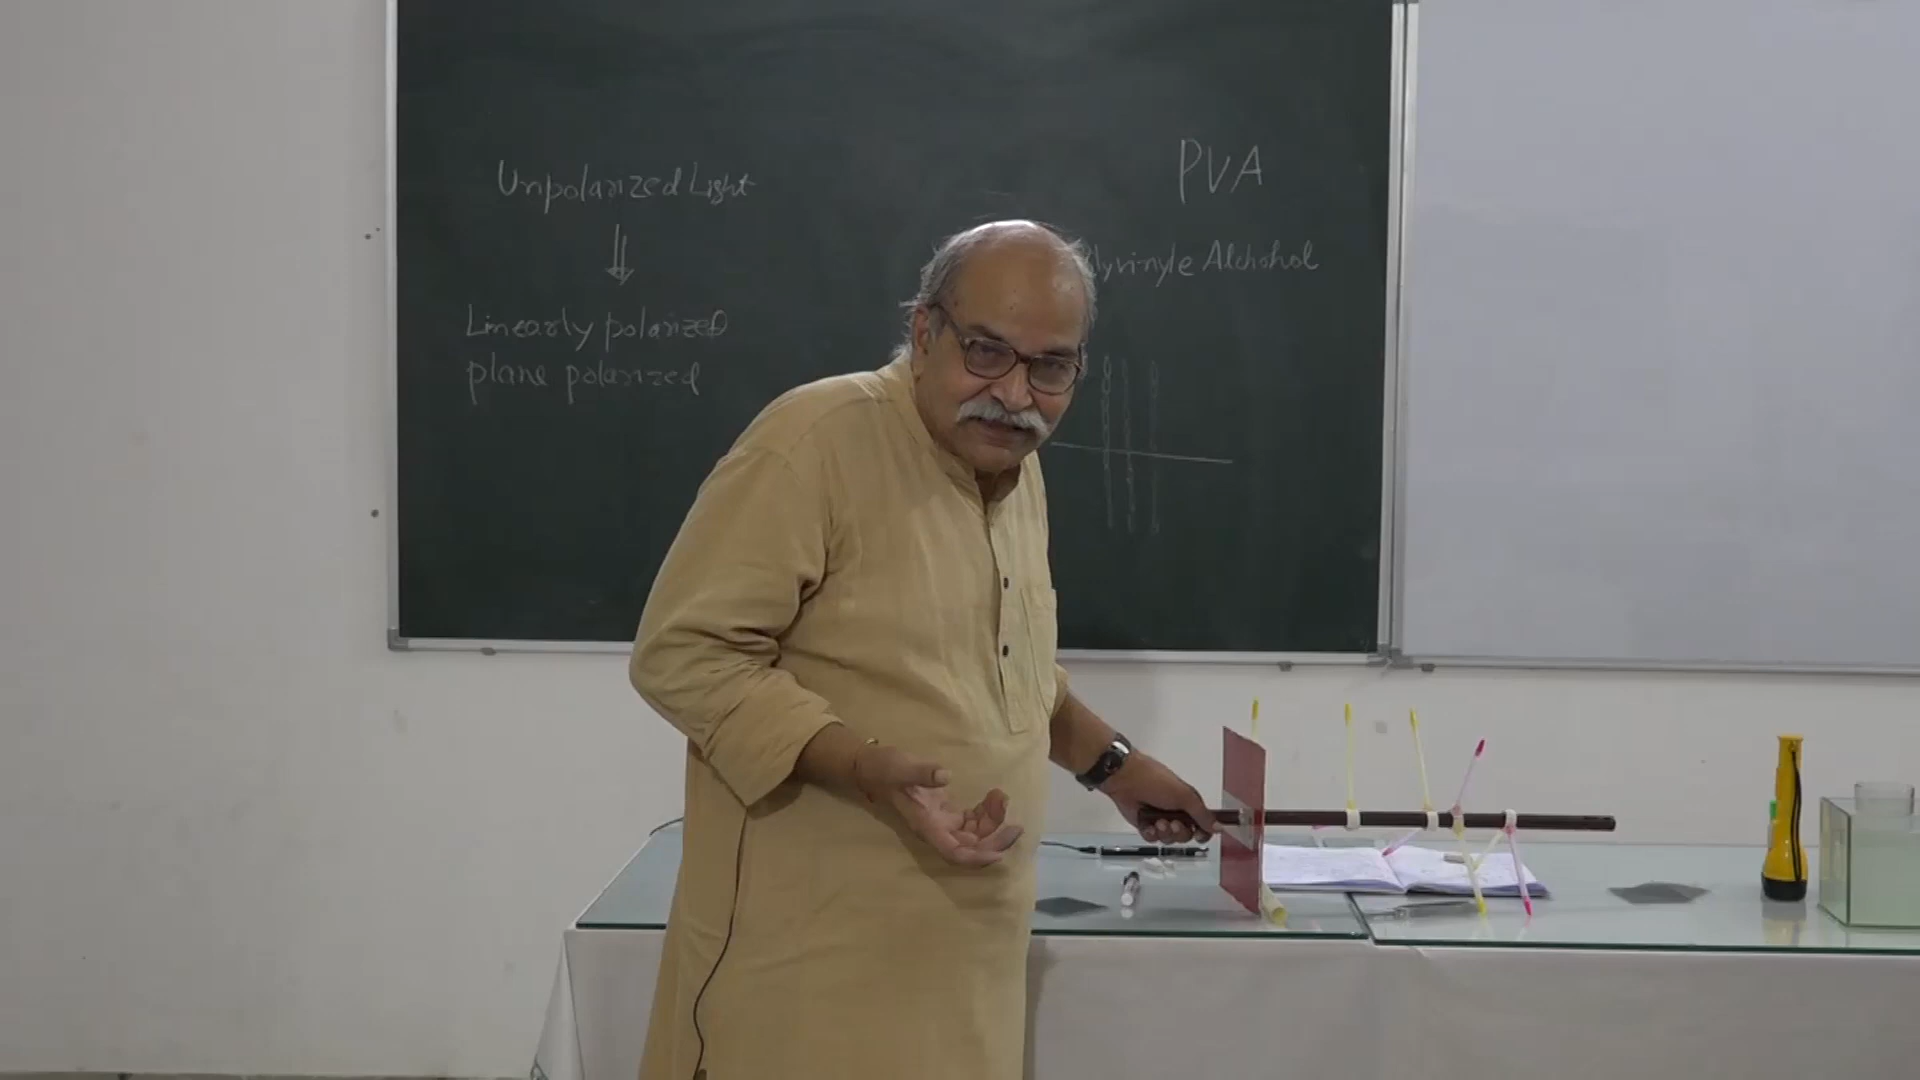 Unpolarized Light
Linearly polarized
plane polarized
PVA
lyvinyle Alchohol